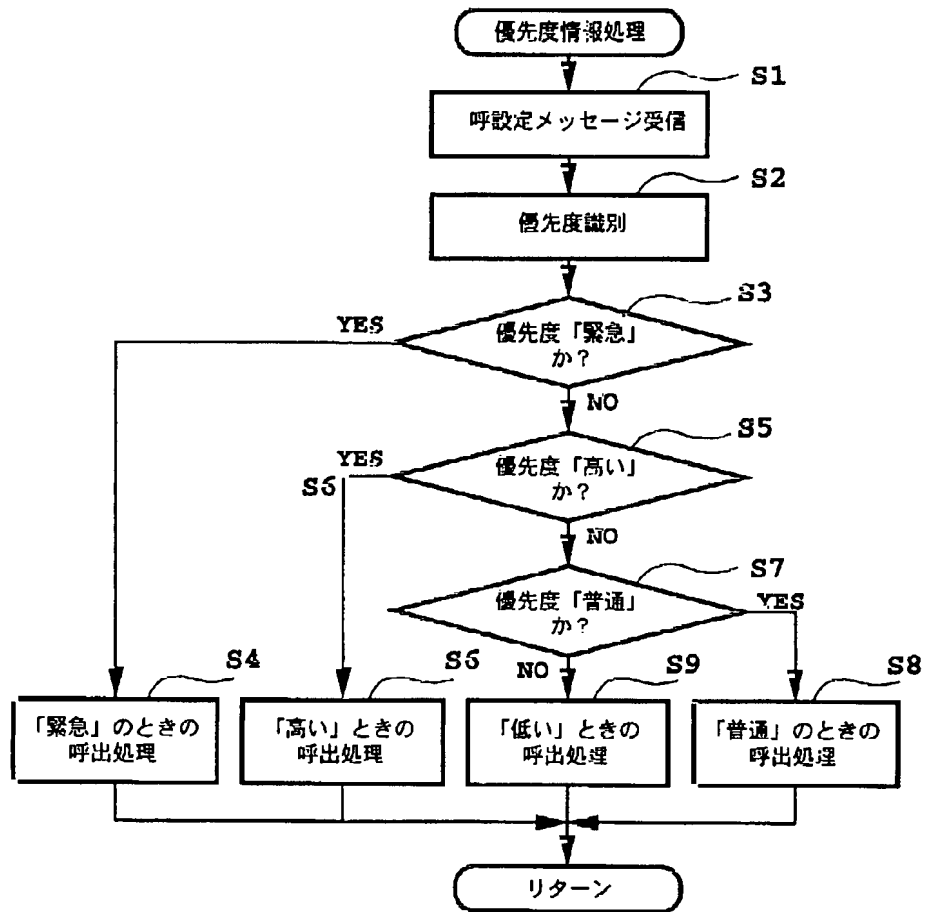 優先度情報処理
S1
呼設定メッセージ受信
S2
優先度識別
S3
YES
優先度「緊急」
か?
NO
S5
YES
優先度「高い」
か?
S6
NO
S7
優先度「普通」
か?
YES
NO
S4
S6
S9
S8
「緊急」のときの
呼出処理
「高い」ときの
呼出処理
「低い」ときの
呼出処理
「普通」のときの
呼出処理
リターン